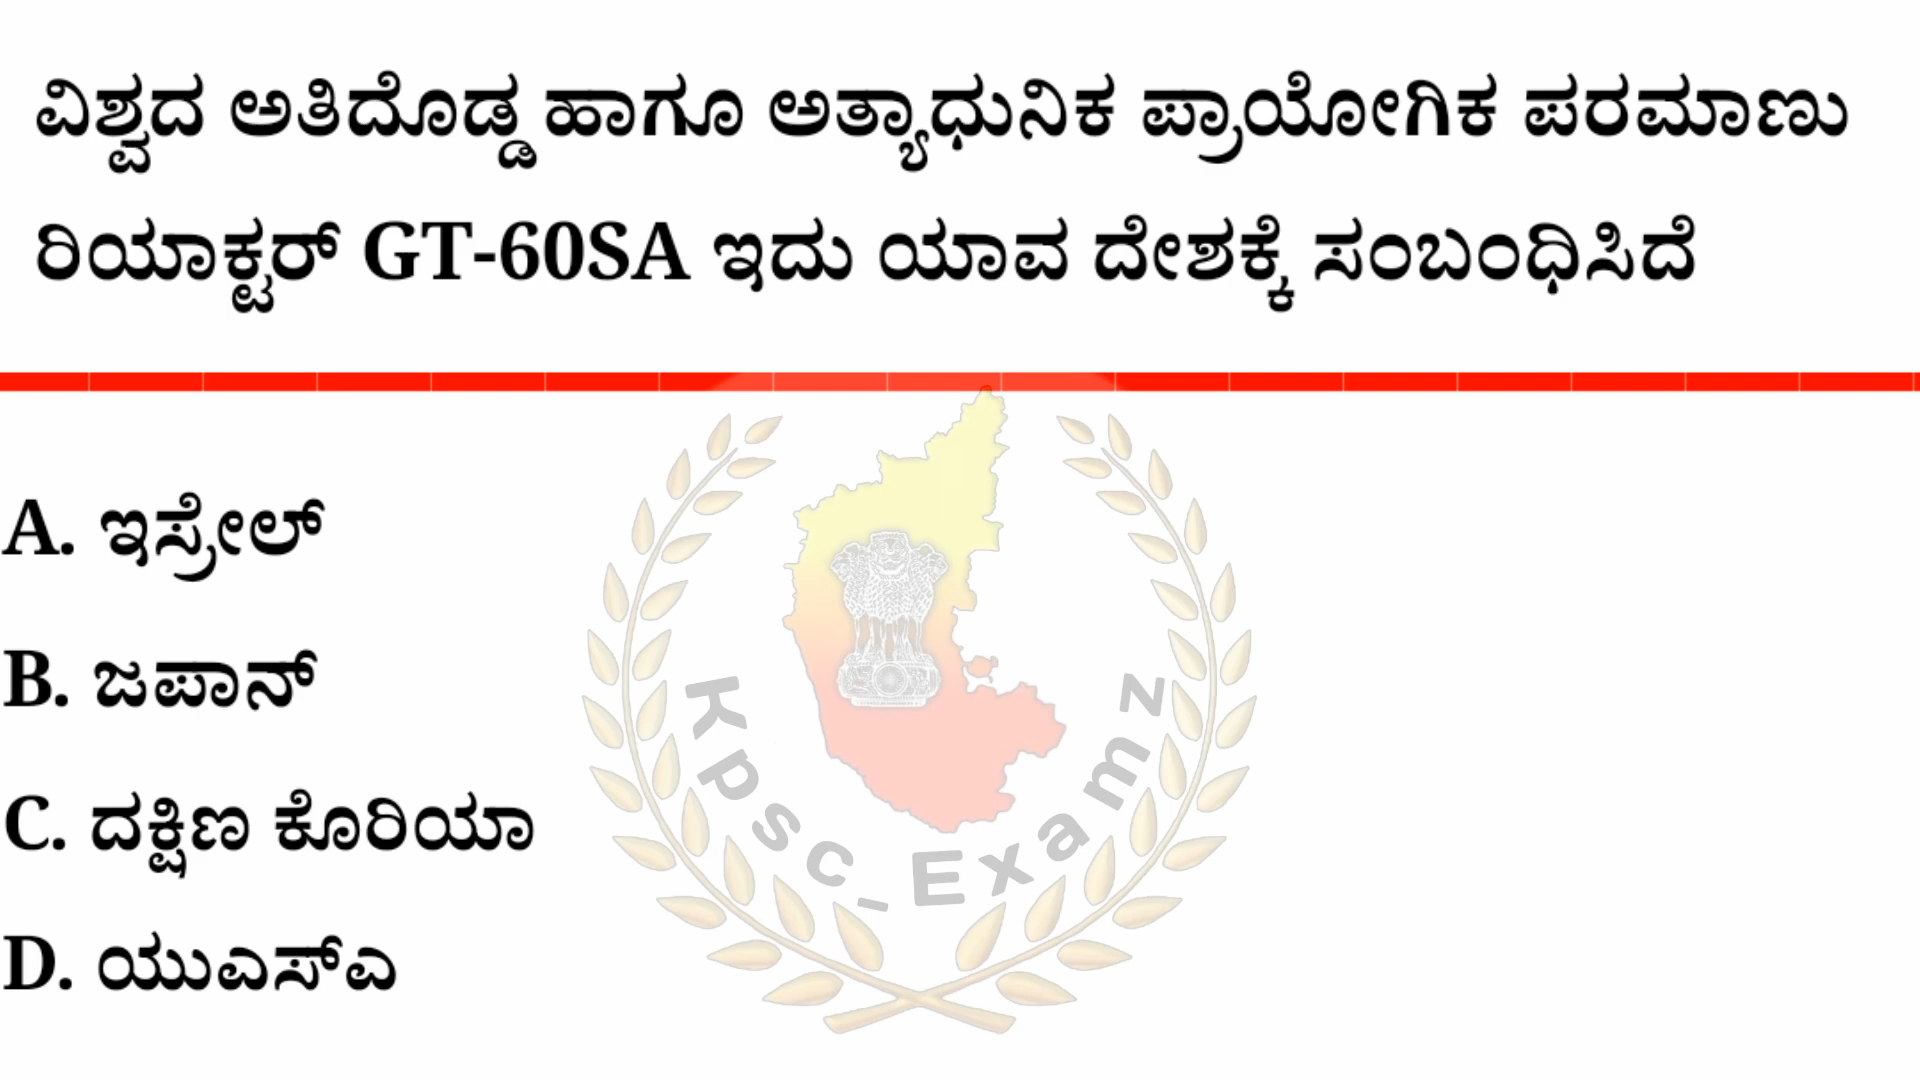 ವಿಶ್ವದ ಅತಿದೊಡ್ಡ ಹಾಗೂ ಅತ್ಯಾಧುನಿಕ ಪ್ರಾಯೋಗಿಕ ಪರಮಾಣು
ರಿಯಾಕ್ಟರ್ GT-60SA ಇದು ಯಾವ ದೇಶಕ್ಕೆ ಸಂಬಂಧಿಸಿದೆ
A. ಇಸ್ರೇಲ್
B. ಜಪಾನ್
C. ದಕ್ಷಿಣ ಕೊರಿಯಾ
D. ಯುಎಸ್ಎ
Kpsc_Examz